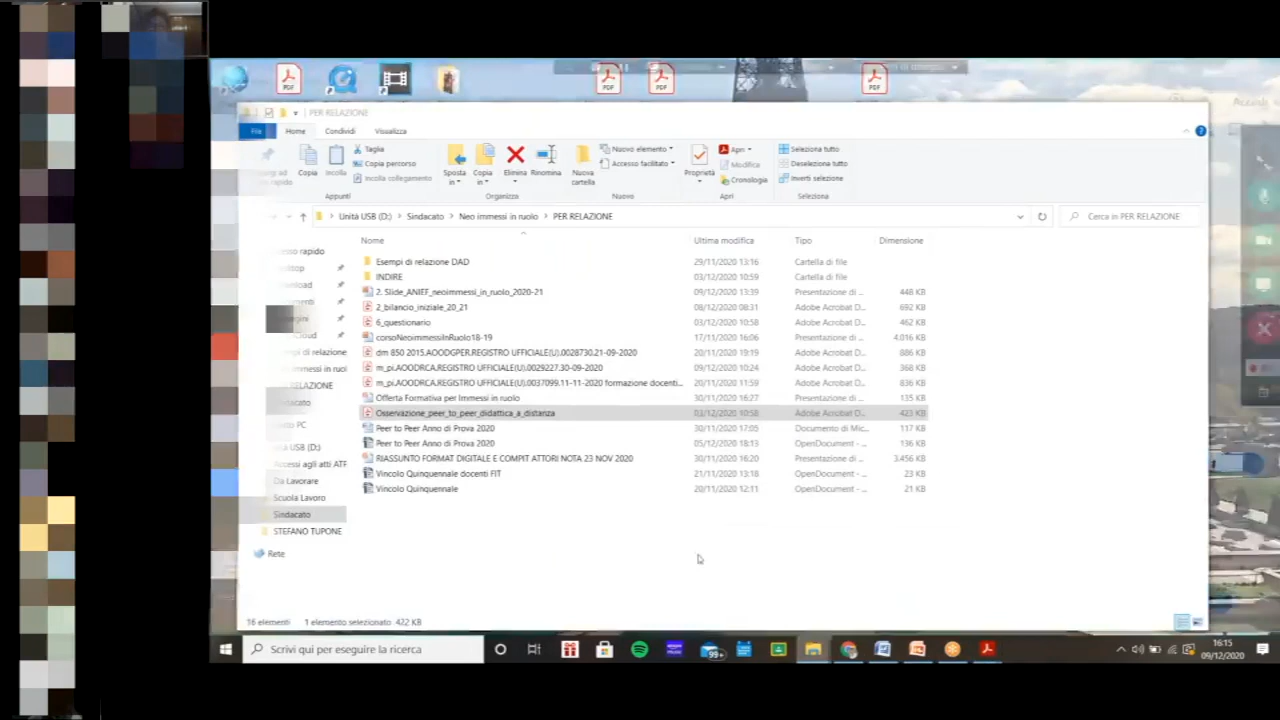 PDF PDF PDF PDF
PER RELAZIONE
File Home Condividi Visualizza
Taglia
Copia percorso
Incolla collegamento
Copia Incolla
Sposta in Copia in Elimina Rinomina
Nuova cartella
Nuovo elemento
Accesso facilitato
Proprietà
Apri
Modifica
Cronologia
Seleziona tutto
Deseleziona tutto
Inverti selezione
Appunti Organizza Nuovo Apri Seleziona
Unità USB (D:) > Sindacato > Neo immessi in ruolo > PER RELAZIONE
Cerca in PER RELAZIONE
Nome Ultima modifica Tipo Dimensione
Esempi di relazione DAD 29/11/2020 13:16 Cartella di file
INDIRE 03/12/2020 10:59 Cartella di file
2. Slide_ANIEF_neoimmessi_in_ruolo_2020-21 09/12/2020 13:39 Presentazione di ... 448 KB
2_bilancio_iniziale_20_21 08/12/2020 08:31 Adobe Acrobat D... 692 KB
6_questionario 03/12/2020 10:58 Adobe Acrobat D... 462 KB
corsoNeoimmessiInRuolo18-19 17/11/2020 16:06 Presentazione di ... 4.016 KB
dm 850 2015.AOODGPER.REGISTRO UFFICIALE(U).0028730.21-09-2020 20/11/2020 19:19 Adobe Acrobat D... 886 KB
m_pi.AOODRCA.REGISTRO UFFICIALE(U).0029227.30-09-2020 09/12/2020 10:24 Adobe Acrobat D... 368 KB
m_pi.AOODRCA.REGISTRO UFFICIALE(U).0037099.11-11-2020 formazione docenti... 20/11/2020 11:59 Adobe Acrobat D... 836 KB
Offerta Formativa per Immessi in ruolo 30/11/2020 16:27 Presentazione di ... 135 KB
Osservazione_peer_to_peer_didattica_a_distanza 03/12/2020 10:58 Adobe Acrobat D... 423 KB
Peer to Peer Anno di Prova 2020 30/11/2020 17:05 Documento di Mic... 117 KB
Peer to Peer Anno di Prova 2020 05/12/2020 18:13 OpenDocument - ... 136 KB
RIASSUNTO FORMAT DIGITALE E COMPIT ATTORI NOTA 23 NOV 2020 30/11/2020 16:20 Presentazione di ... 3.456 KB
Vincolo Quinquennale docenti FIT 21/11/2020 13:18 OpenDocument - ... 23 KB
Vincolo Quinquennale 20/11/2020 12:11 OpenDocument - ... 21 KB
USB (D:)
Accessi agli atti ATF
Da Lavorare
Scuola Lavoro
Sindacato
STEFANO TUPONE
Rete
16 elementi 1 elemento selezionato 422 KB
Scrivi qui per eseguire la ricerca
99+
16:15
09/12/2020